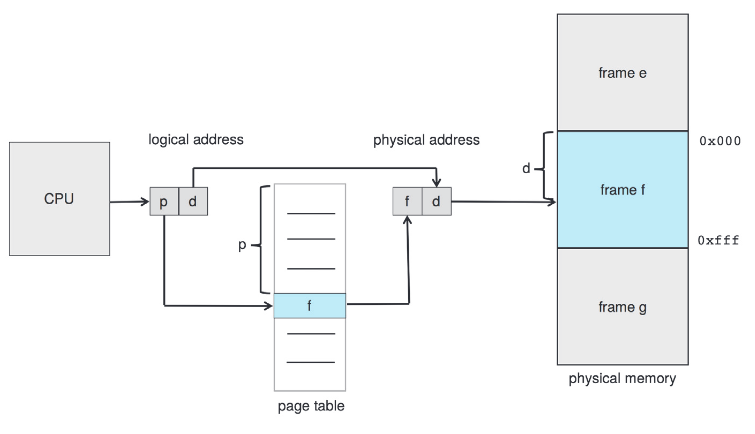 frame e
logical address
physical address
0x000
d
CPU
p d
f d
frame f
p
0xfff
f
frame g
physical memory
page table